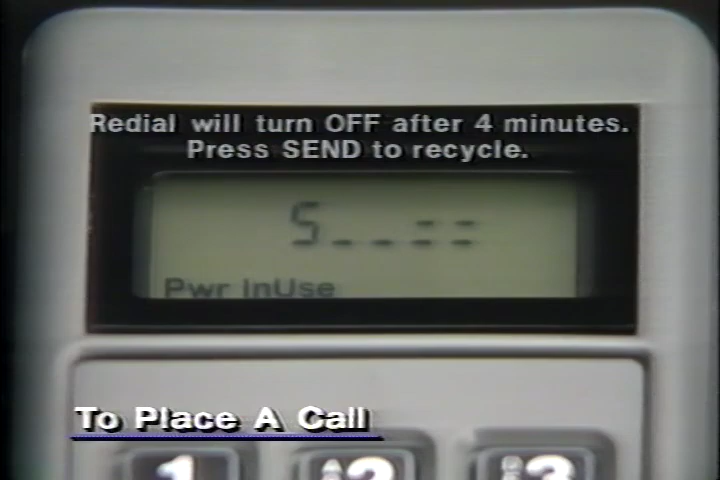 Redial will turn OFF after 4 minutes.
Press SEND to recycle.
S
Pwr InUse
To Place A Call
1
2
3